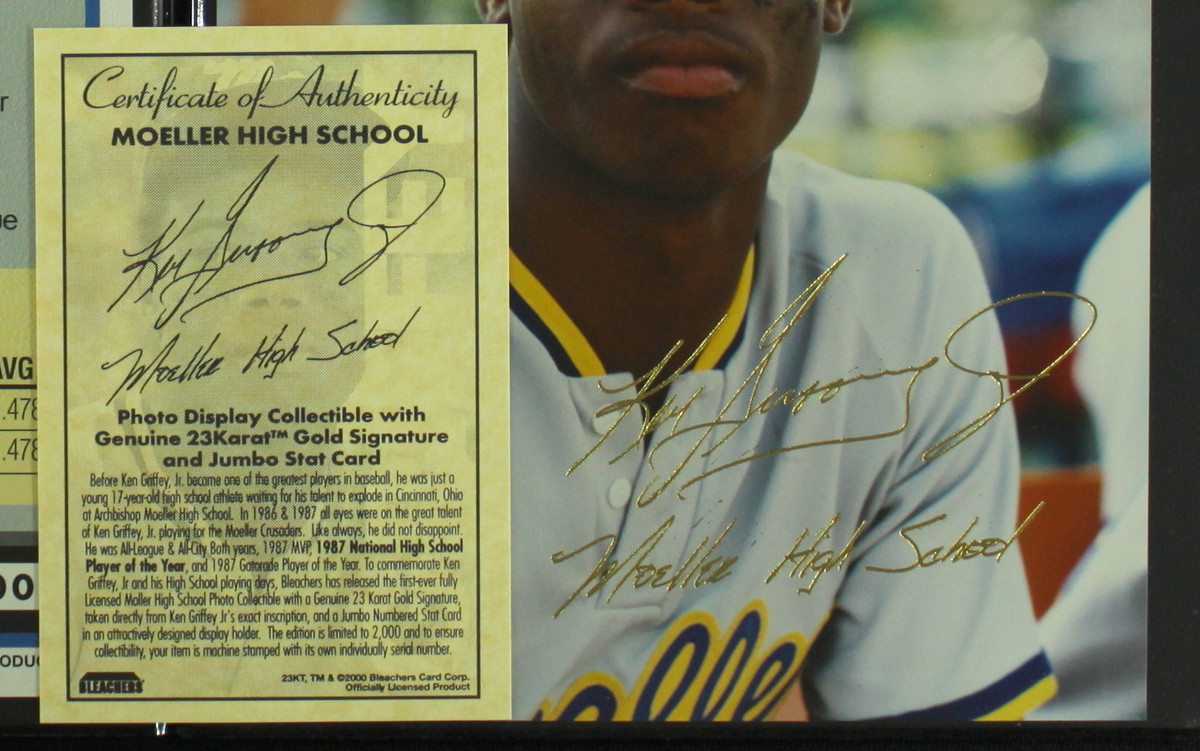 Certificate of Authenticity
MOELLER HIGH SCHOOL
Moeller High School
Photo Display Collectible with
Genuine 23Karat™ Gold Signature
and Jumbo Stat Card
Before Ken Griffey, Jr. became one of the greatest players in baseball, he was just a
young 17-year-old high school athlete waiting for his talent to explode in Cincinnati, Ohio
at Archbishop Moeller High School. In 1986 & 1987 all eyes were on the great talent
of Ken Griffey, Jr. playing for the Moeller Crusaders. Like always, he did not disappoint.
He was All-League & All-City Both years, 1987 MVP, 1987 National High School
Player of the Year, and 1987 Gatorade Player of the Year. To commemorate Ken
Griffey, Jr and his High School playing days, Bleachers has released the first-ever fully
Licensed Moller High School Photo Collectible with a Genuine 23 Karat Gold Signature,
taken directly from Ken Griffey Jr's exact inscription, and a Jumbo Numbered Stat Card
in an attractively designed display holder. The edition is limited to 2,000 and to ensure
collectibility, your item is machine stamped with its own individually serial number.
BLEACHERS
23KT, TM & ©2000 Bleachers Card Corp.
Officially Licensed Product
AVG
.478
.478
Moeller High School